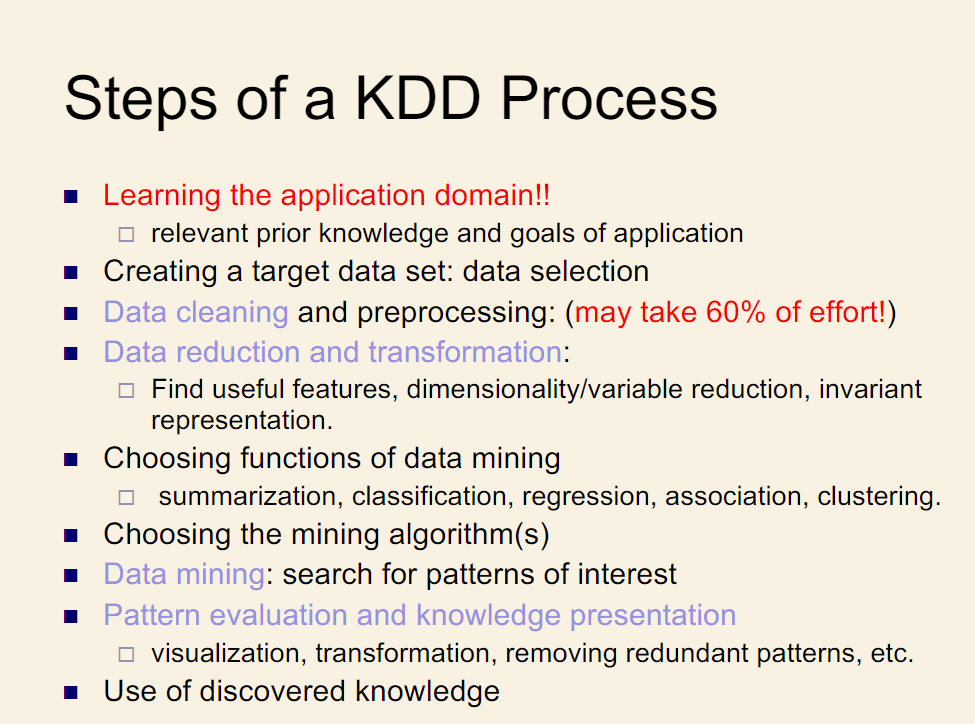 Steps of a KDD Process
Learning the application domain!!
relevant prior knowledge and goals of application
Creating a target data set: data selection
Data cleaning and preprocessing: (may take 60% of effort!)
Data reduction and transformation:
Find useful features, dimensionality/variable reduction, invariant
representation.
Choosing functions of data mining
summarization, classification, regression, association, clustering.
Choosing the mining algorithm(s)
Data mining: search for patterns of interest
Pattern evaluation and knowledge presentation
visualization, transformation, removing redundant patterns, etc.
Use of discovered knowledge